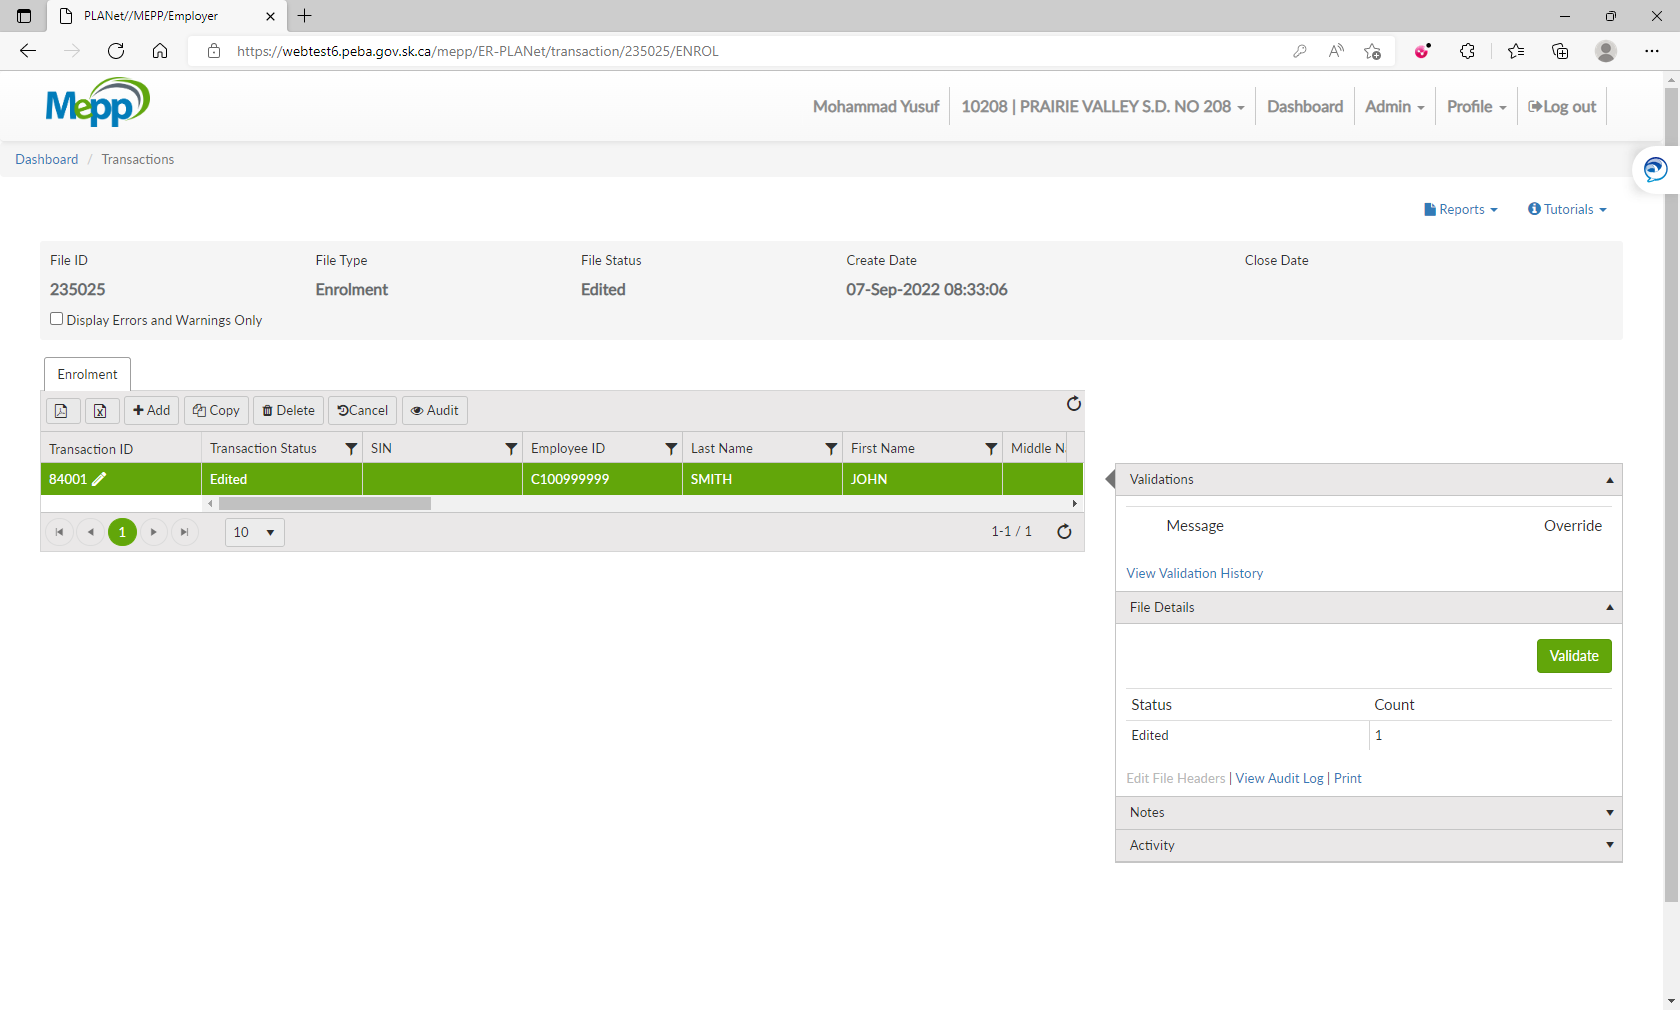 PLANet//MEPP/Employer
https://webtest6.peba.gov.sk.ca/mepp/ER-PLANet/transaction/235025/ENROL
Mepp
Mohammad Yusuf
10208 | PRAIRIE VALLEY S.D. NO 208
Dashboard
Admin
Profile
Log out
Dashboard / Transactions
Reports
Tutorials
File ID
File Type
File Status
Create Date
Close Date
235025
Enrolment
Edited
07-Sep-2022 08:33:06
Display Errors and Warnings Only
Enrolment
Add
Copy
Delete
Cancel
Audit
Transaction ID
Transaction Status
SIN
Employee ID
Last Name
First Name
Middle N
84001
Edited
C100999999
SMITH
JOHN
1
10
1-1 / 1
Validations
Message
Override
View Validation History
File Details
Validate
Status
Count
Edited
1
Edit File Headers | View Audit Log | Print
Notes
Activity